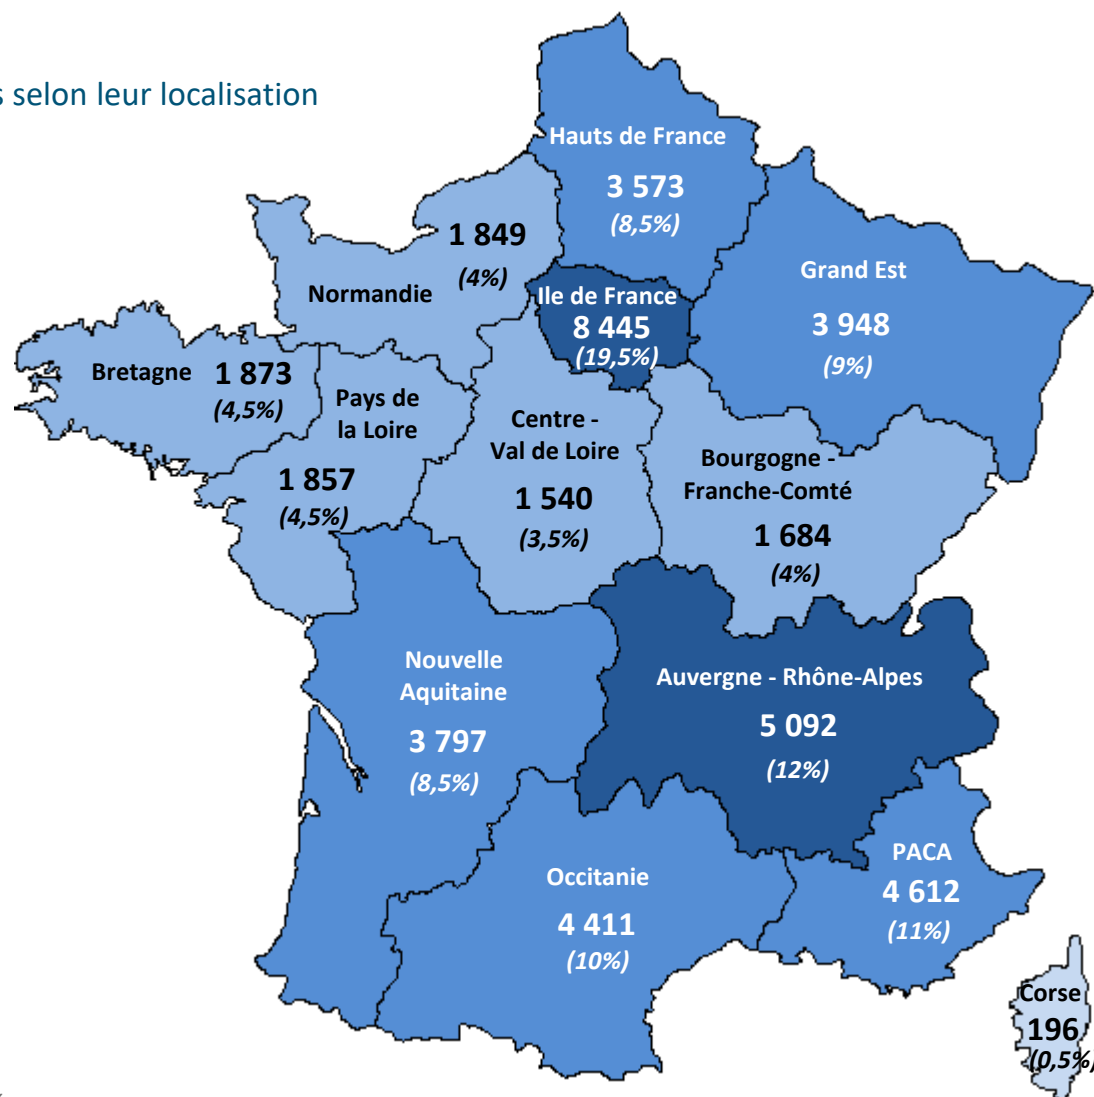 s selon leur localisation
Hauts de France
3 573
(8,5%)
1 849
(4%)
Normandie
Ile de France
8 445
(19,5%)
Grand Est
3 948
(9%)
Bretagne 1 873
(4,5%)
Pays de
la Loire
1 857
(4,5%)
Centre -
Val de Loire
1 540
(3,5%)
Bourgogne -
Franche-Comté
1 684
(4%)
Nouvelle
Aquitaine
3 797
(8,5%)
Auvergne - Rhône-Alpes
5 092
(12%)
Occitanie
4 411
(10%)
PACA
4 612
(11%)
Corse
196
(0,5%)